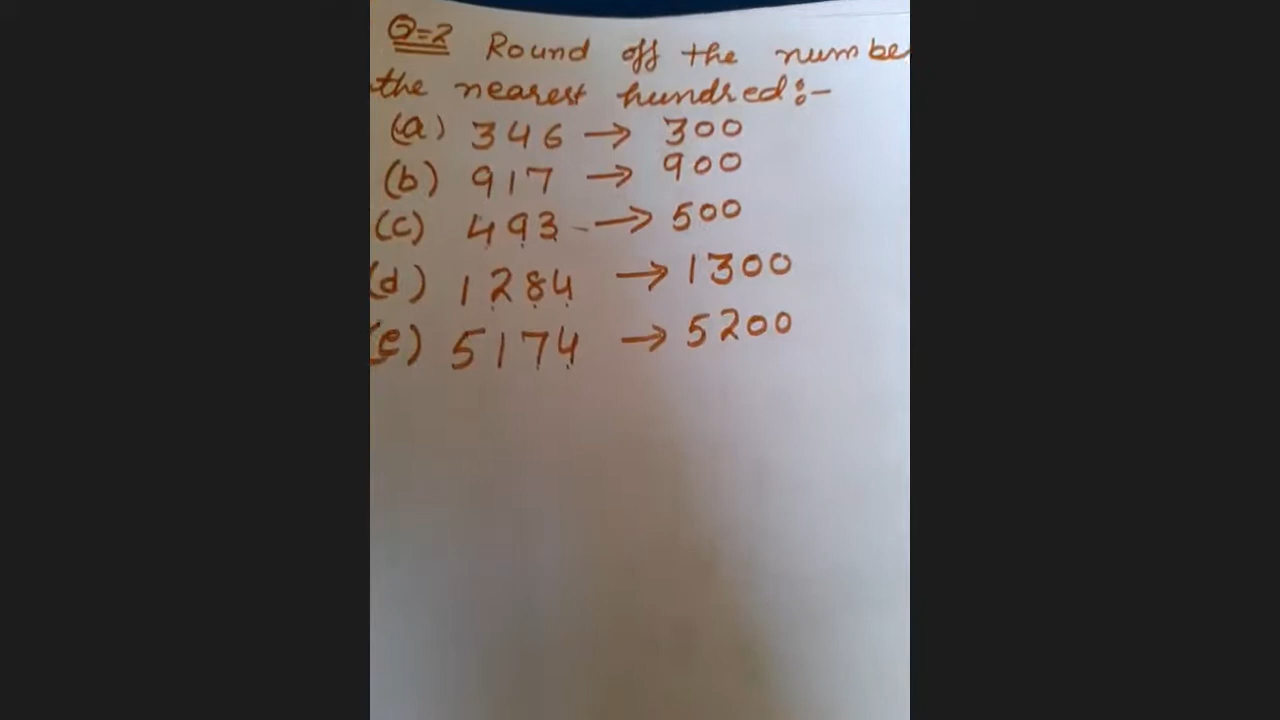 Q=2 Round off the numbe
the nearest hundred:-
(a) 346 → 300
(b) 917 → 900
(c) 493 → 500
(d) 1284 → 1300
(e) 5174 → 5200